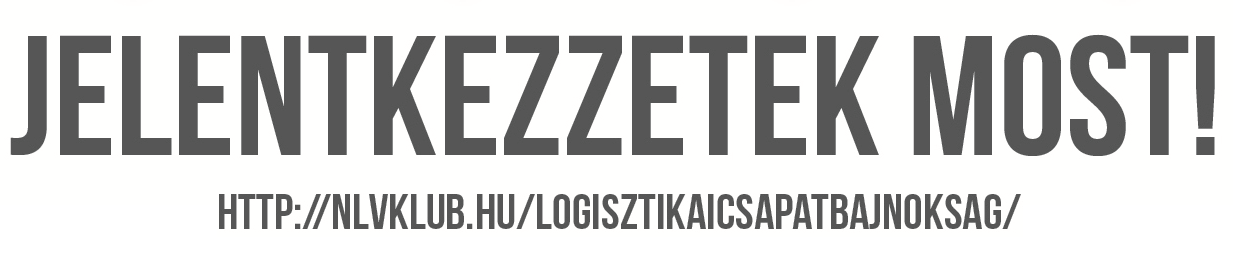 JELENTKEZZETEK MOST!
HTTP://NLVKLUB.HU/LOGISZTIKAICSAPATBAJNOKSAG/